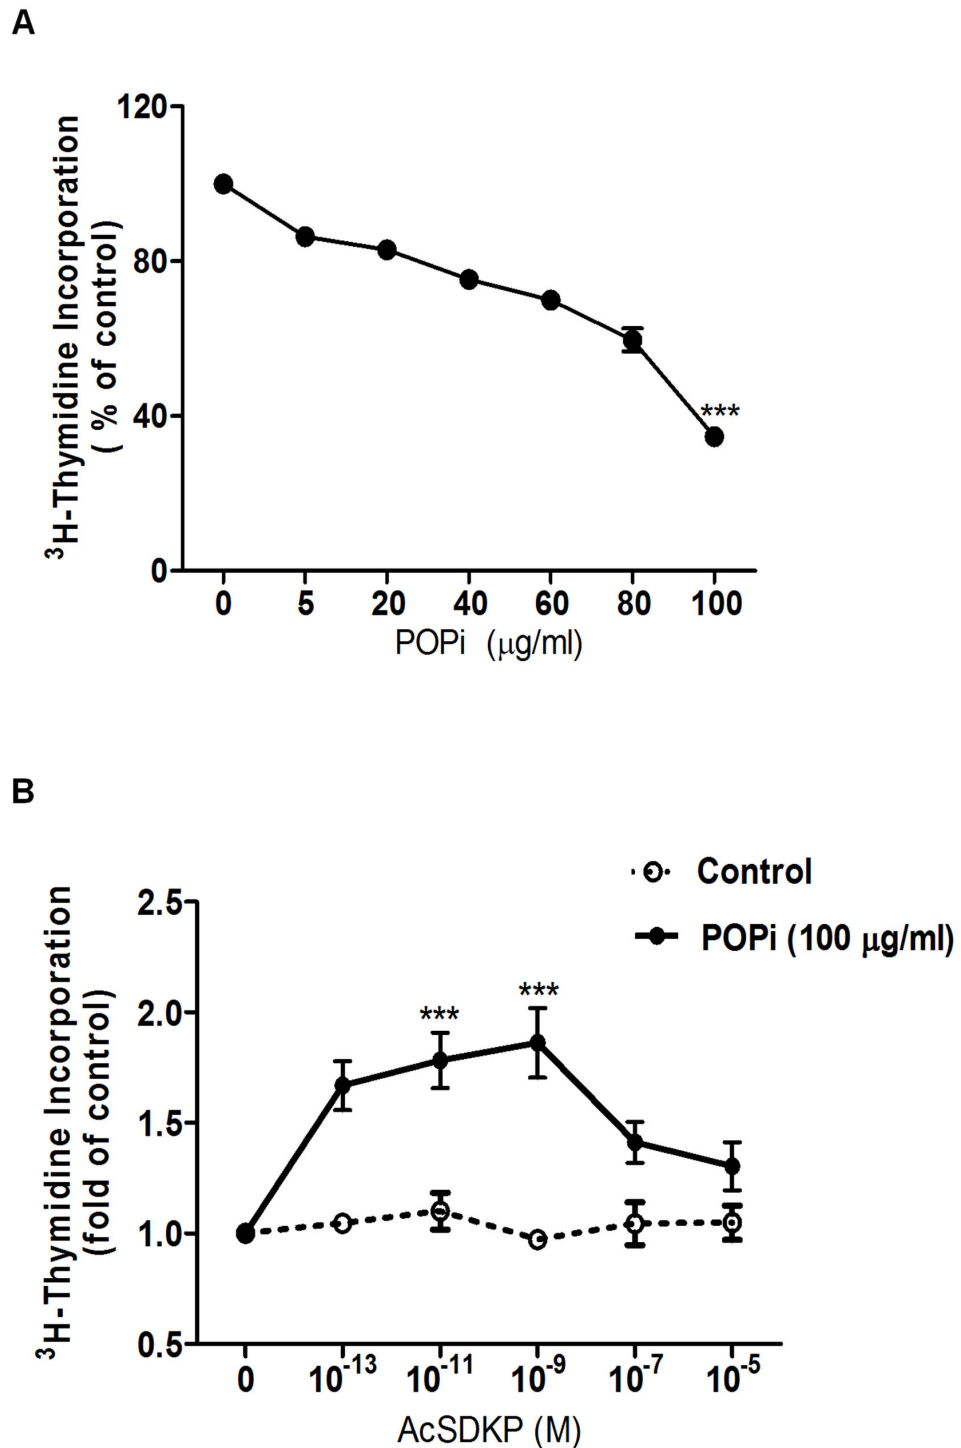 A
120
80
40
0
³H-Thymidine Incorporation
( % of control)
***
0 5 20 40 60 80 100
POPi (µg/ml)
B
Control
POPi (100 µg/ml)
2.5
2.0
1.5
1.0
0.5
³H-Thymidine Incorporation
(fold of control)
*** ***
0 10⁻¹³ 10⁻¹¹ 10⁻⁹ 10⁻⁷ 10⁻⁵
AcSDKP (M)